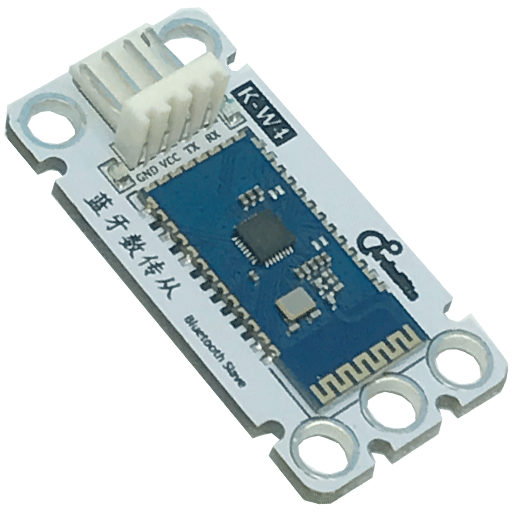 K-W4
GND VCC TX RX
蓝牙数传从
Bluetooth Slave